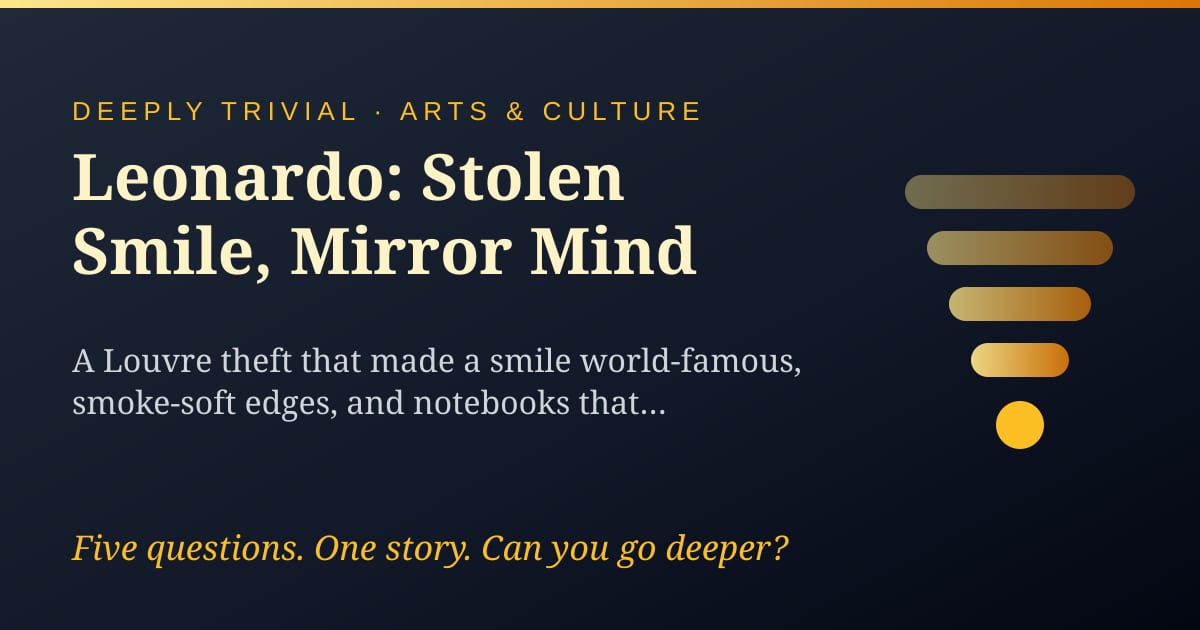 DEEPLY TRIVIAL · ARTS & CULTURE
Leonardo: Stolen
Smile, Mirror Mind
A Louvre theft that made a smile world-famous,
smoke-soft edges, and notebooks that…
Five questions. One story. Can you go deeper?